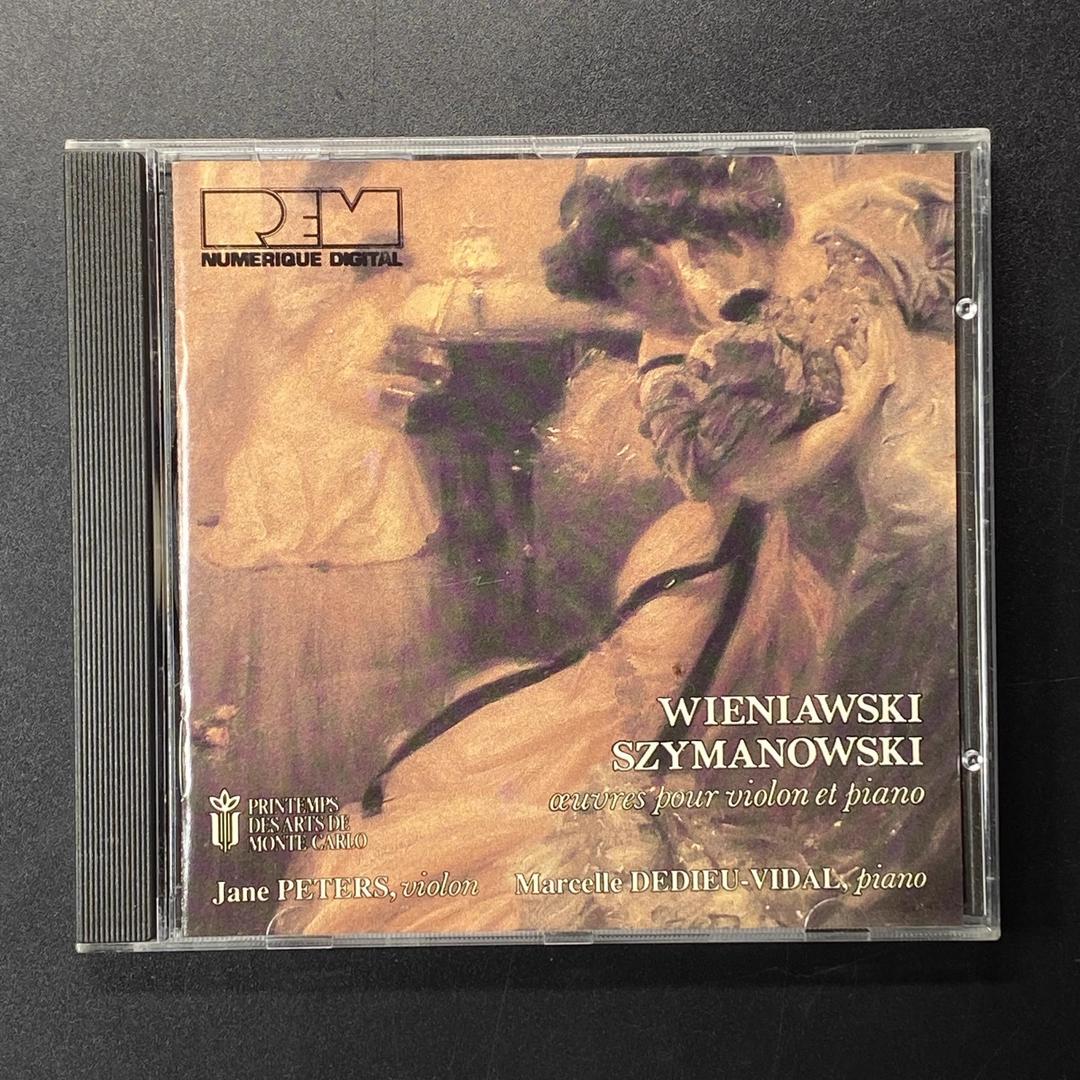 REM
NUMERIQUE DIGITAL
WIENIAWSKI
SZYMANOWSKI
œuvres pour violon et piano
PRINTEMPS
DES ARTS DE
MONTE CARLO
Jane PETERS, violon Marcelle DEDIEU-VIDAL, piano